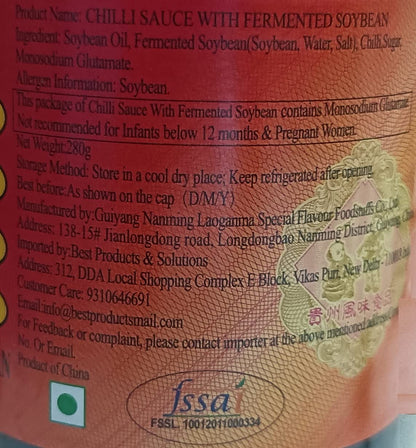 Product Name: CHILLI SAUCE WITH FERMENTED SOYBEAN
Ingredient: Soybean Oil, Fermented Soybean(Soybean, Water, Salt), Chilli,Sugar,
Monosodium Glutamate.
Allergen Information: Soybean.
This package of Chilli Sauce With Fermented Soybean contains Monosodium Glutamate
Not recommended for Infants below 12 months & Pregnant Women.
Net Weight:280g
Storage Method: Store in a cool dry place; Keep refrigerated after opening.
Best before:As shown on the cap (D/M/Y)
Manufactured by:Guiyang Nanming Laoganma Special Flavour Foodstuffs Co., Ltd.
Address: 138-15# Jianlongdong road, Longdongbao Nanming District, Guiyang,
Imported by:Best Products & Solutions
Address: 312, DDA Local Shopping Complex E Block, Vikas Puri, New Delhi -
Customer Care: 9310646691
Email:info@bestproductsmail.com
For Feedback or complaint, please contact importer at the above mentioned address
No. Or Email.
Product of China
貴州風味食品
fssai
FSSL. 10012011000334